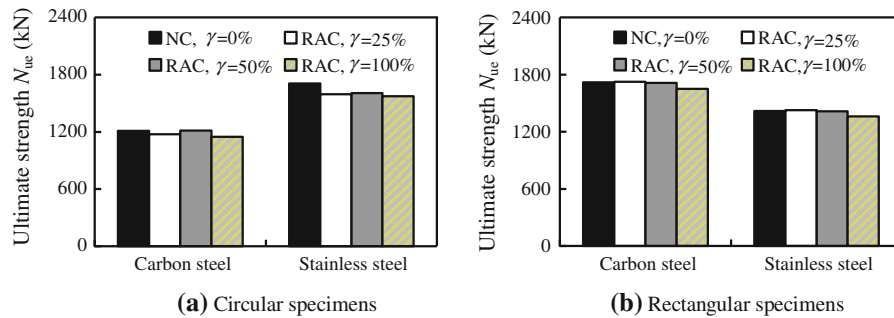 Ultimate strength Nue (kN)
2400
1800
1200
600
0
NC, γ=0%
RAC, γ=25%
RAC, γ=50%
RAC, γ=100%
Carbon steel
Stainless steel
(a) Circular specimens
Ultimate strength Nue (kN)
2400
1800
1200
600
0
NC,γ=0%
RAC, γ=25%
RAC, γ=50%
RAC,γ=100%
Carbon steel
Stainless steel
(b) Rectangular specimens